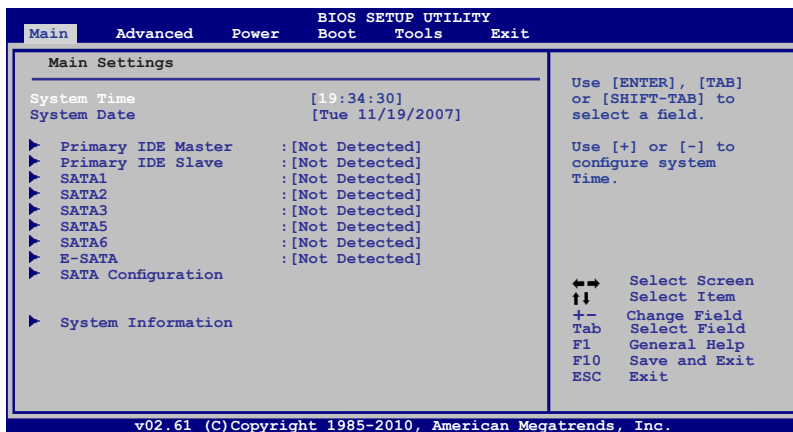 BIOS SETUP UTILITY
Main Advanced Power Boot Tools Exit
Main Settings
System Time [19:34:30]
System Date [Tue 11/19/2007]
Primary IDE Master :[Not Detected]
Primary IDE Slave :[Not Detected]
SATA1 :[Not Detected]
SATA2 :[Not Detected]
SATA3 :[Not Detected]
SATA5 :[Not Detected]
SATA6 :[Not Detected]
E-SATA :[Not Detected]
SATA Configuration
System Information
Use [ENTER], [TAB]
or [SHIFT-TAB] to
select a field.
Use [+] or [-] to
configure system
Time.
←→ Select Screen
↑↓ Select Item
+- Change Field
Tab Select Field
F1 General Help
F10 Save and Exit
ESC Exit
v02.61 (C)Copyright 1985-2010, American Megatrends, Inc.